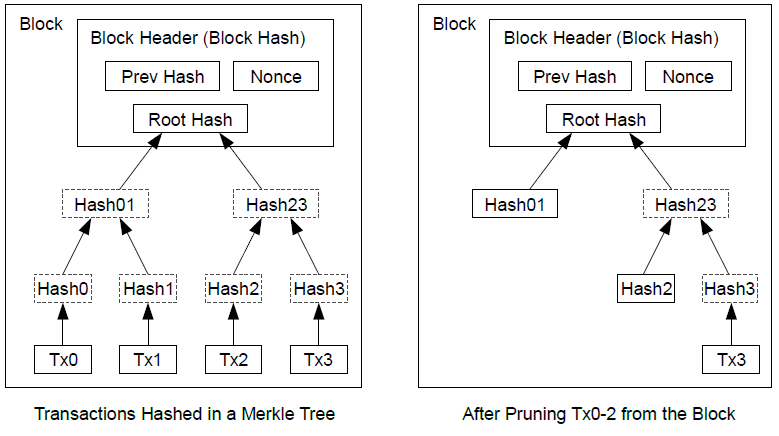 Block
Block Header (Block Hash)
Prev Hash
Nonce
Root Hash
Hash01
Hash23
Hash0
Hash1
Hash2
Hash3
Tx0
Tx1
Tx2
Tx3
Transactions Hashed in a Merkle Tree
Block
Block Header (Block Hash)
Prev Hash
Nonce
Root Hash
Hash01
Hash23
Hash2
Hash3
Tx3
After Pruning Tx0-2 from the Block